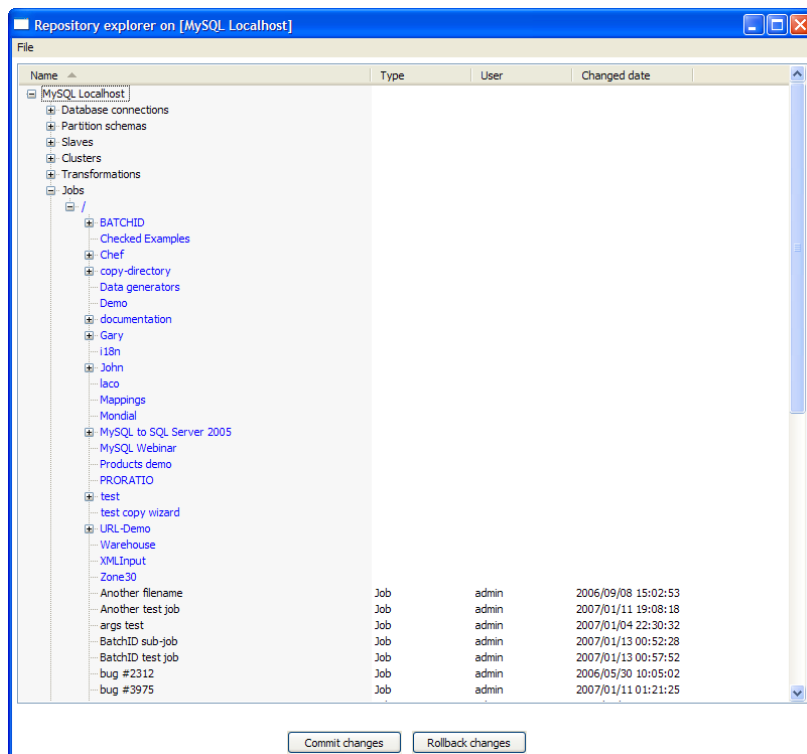 Repository explorer on [MySQL Localhost]
File
Name Type User Changed date
MySQL Localhost
Database connections
Partition schemas
Slaves
Clusters
Transformations
Jobs
/
BATCHID
Checked Examples
Chef
copy-directory
Data generators
Demo
documentation
Gary
i18n
John
laco
Mappings
Mondial
MySQL to SQL Server 2005
MySQL Webinar
Products demo
PRORATIO
test
test copy wizard
URL-Demo
Warehouse
XMLInput
Zone30
Another filename Job admin 2006/09/08 15:02:53
Another test job Job admin 2007/01/11 19:08:18
args test Job admin 2007/01/04 22:30:32
BatchID sub-job Job admin 2007/01/13 00:52:28
BatchID test job Job admin 2007/01/13 00:57:52
bug #2312 Job admin 2006/05/30 10:05:02
bug #3975 Job admin 2007/01/11 01:21:25
Commit changes Rollback changes